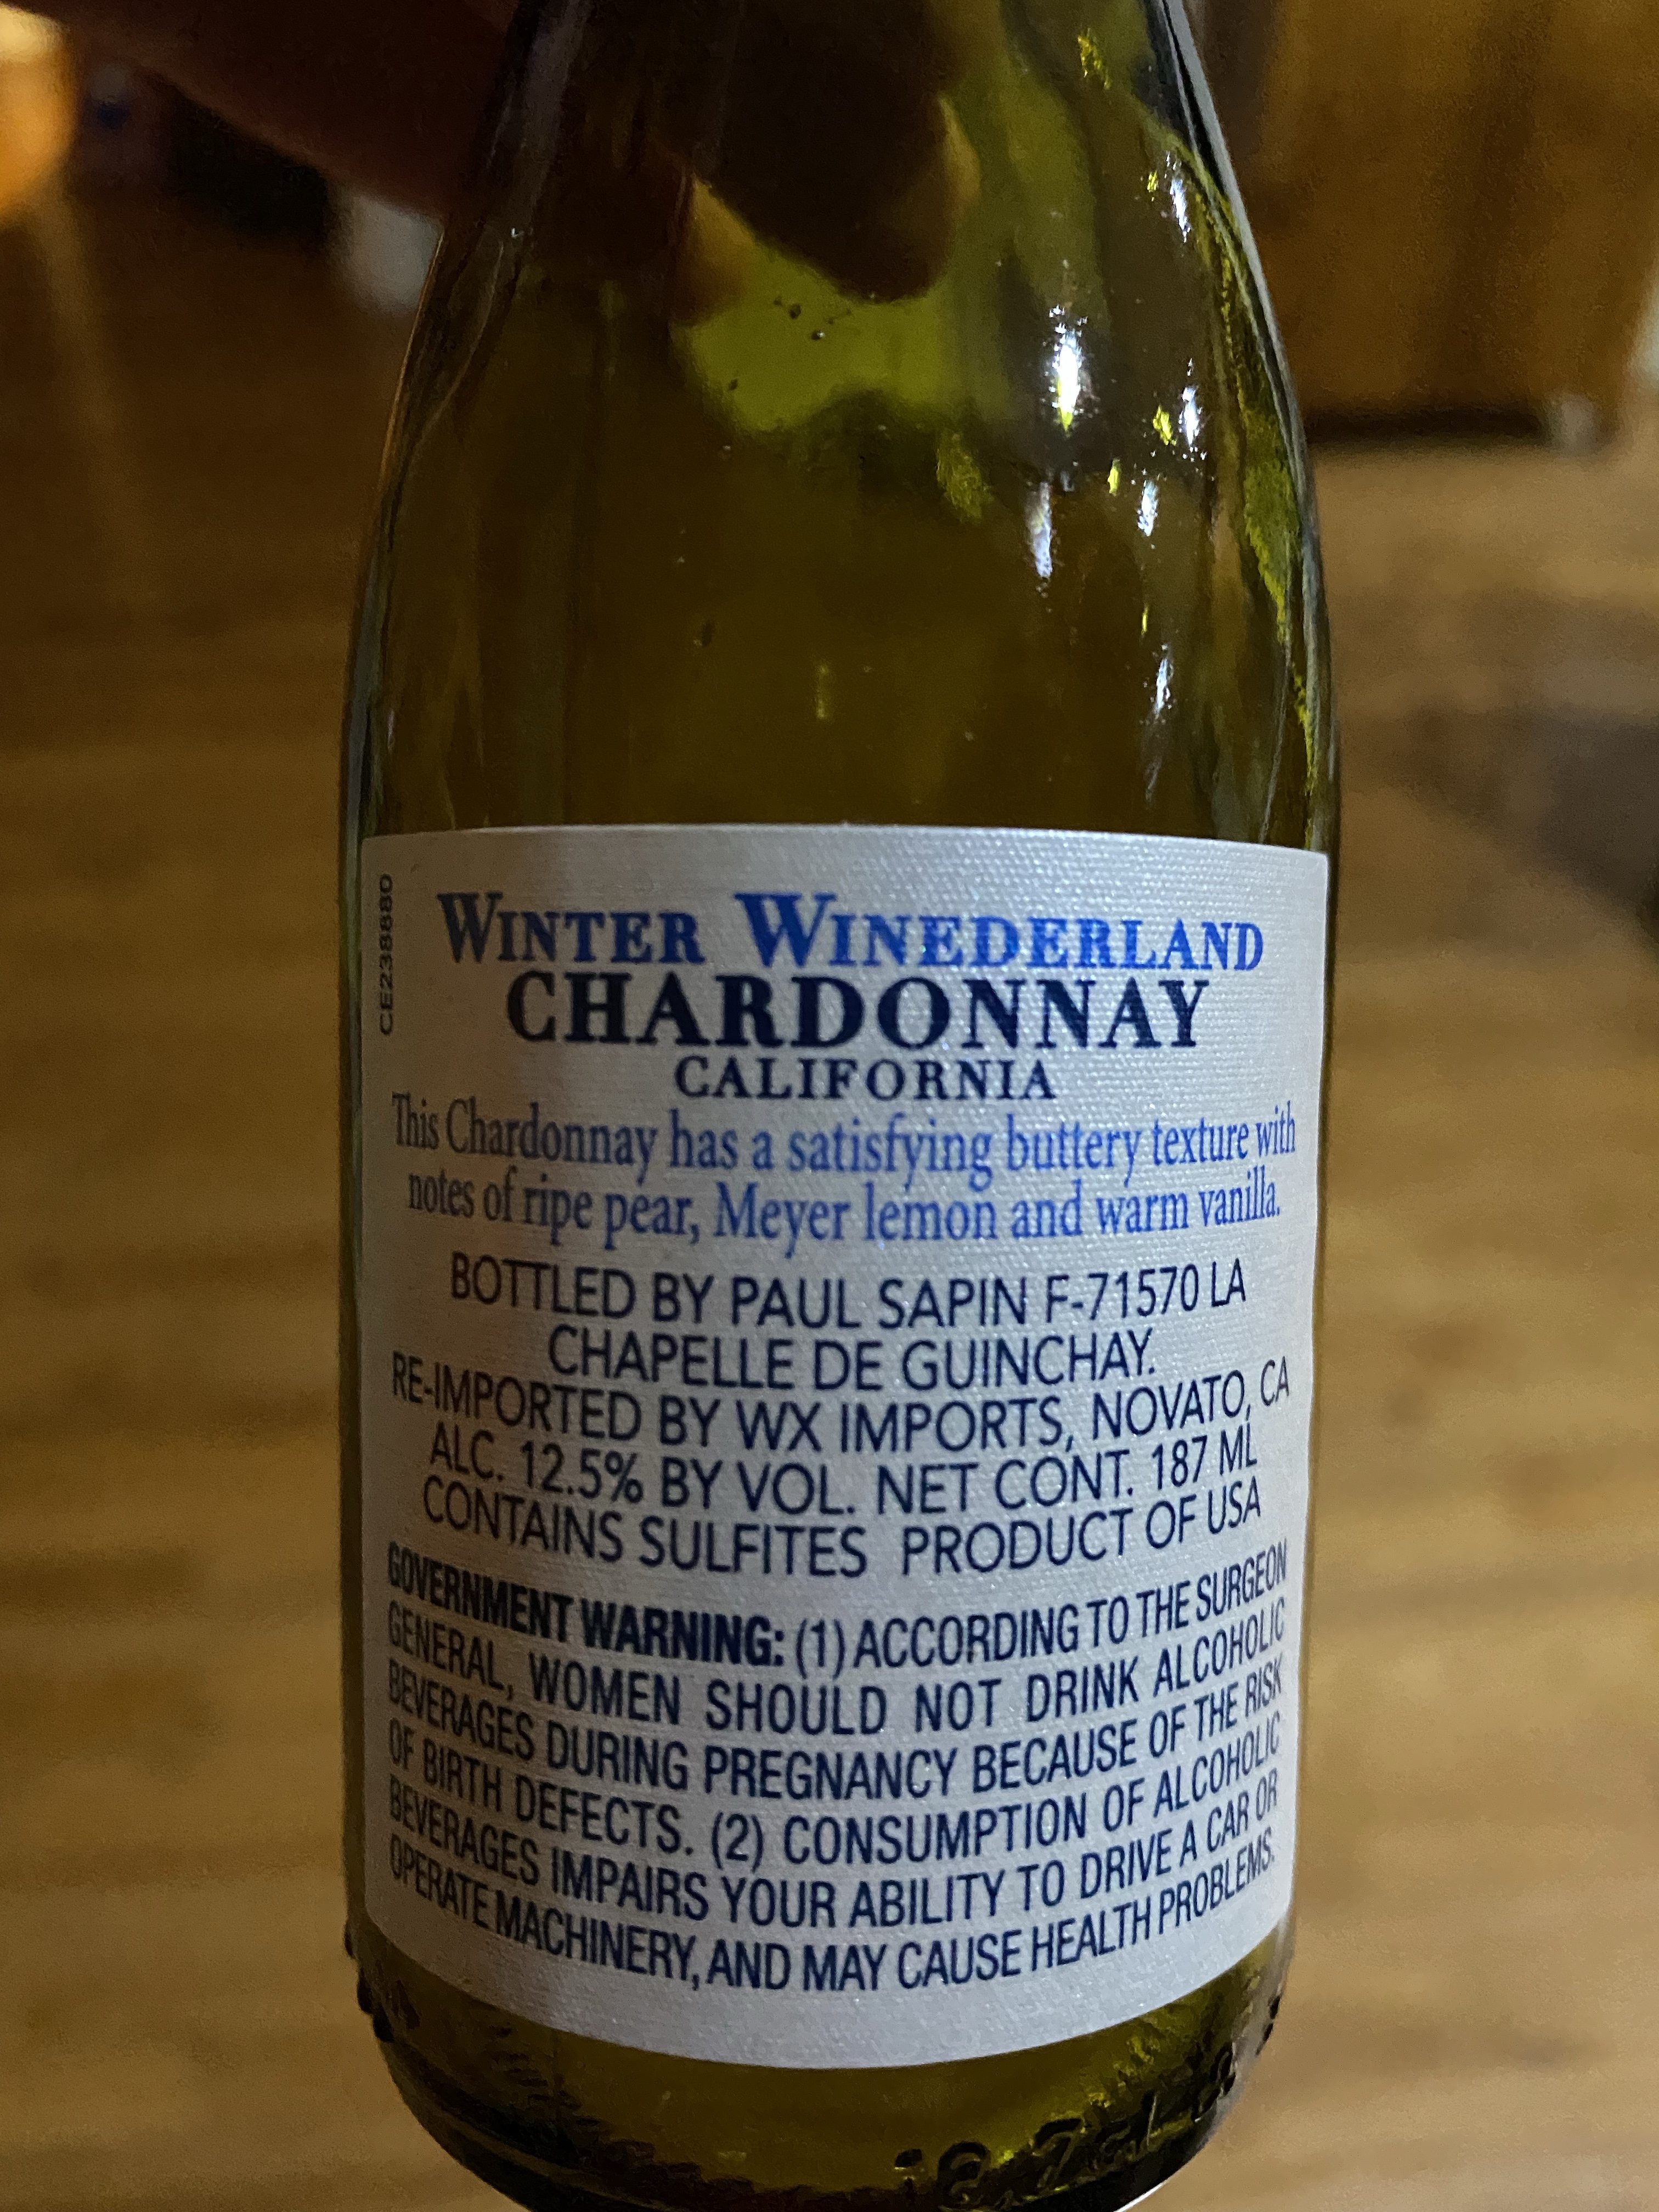 CE238880
WINTER WINEDERLAND
CHARDONNAY
CALIFORNIA
This Chardonnay has a satisfying buttery texture with
notes of ripe pear, Meyer lemon and warm vanilla.
BOTTLED BY PAUL SAPIN F-71570 LA
CHAPELLE DE GUINCHAY.
RE-IMPORTED BY WX IMPORTS, NOVATO, CA
ALC. 12.5% BY VOL. NET CONT. 187 ML
CONTAINS SULFITES PRODUCT OF USA
GOVERNMENT WARNING: (1) ACCORDING TO THE SURGEON
GENERAL, WOMEN SHOULD NOT DRINK ALCOHOLIC
BEVERAGES DURING PREGNANCY BECAUSE OF THE RISK
OF BIRTH DEFECTS. (2) CONSUMPTION OF ALCOHOLIC
BEVERAGES IMPAIRS YOUR ABILITY TO DRIVE A CAR OR
OPERATE MACHINERY, AND MAY CAUSE HEALTH PROBLEMS.